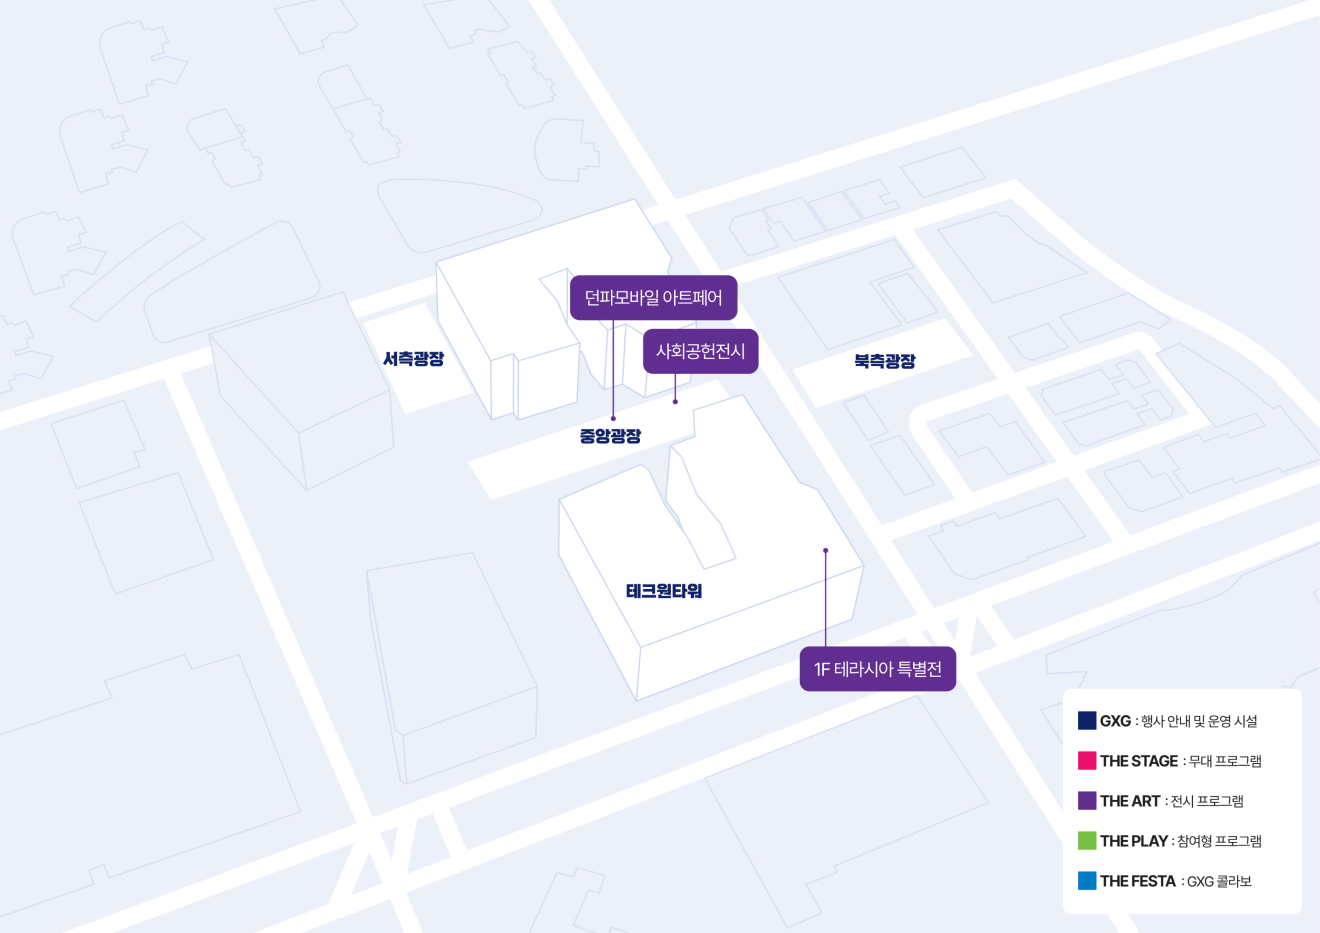 던파모바일 아트페어
사회공헌전시
서측광장
북측광장
중앙광장
테크원타워
1F 테라시아 특별전
GXG : 행사 안내 및 운영 시설
THE STAGE : 무대 프로그램
THE ART : 전시 프로그램
THE PLAY : 참여형 프로그램
THE FESTA : GXG 콜라보